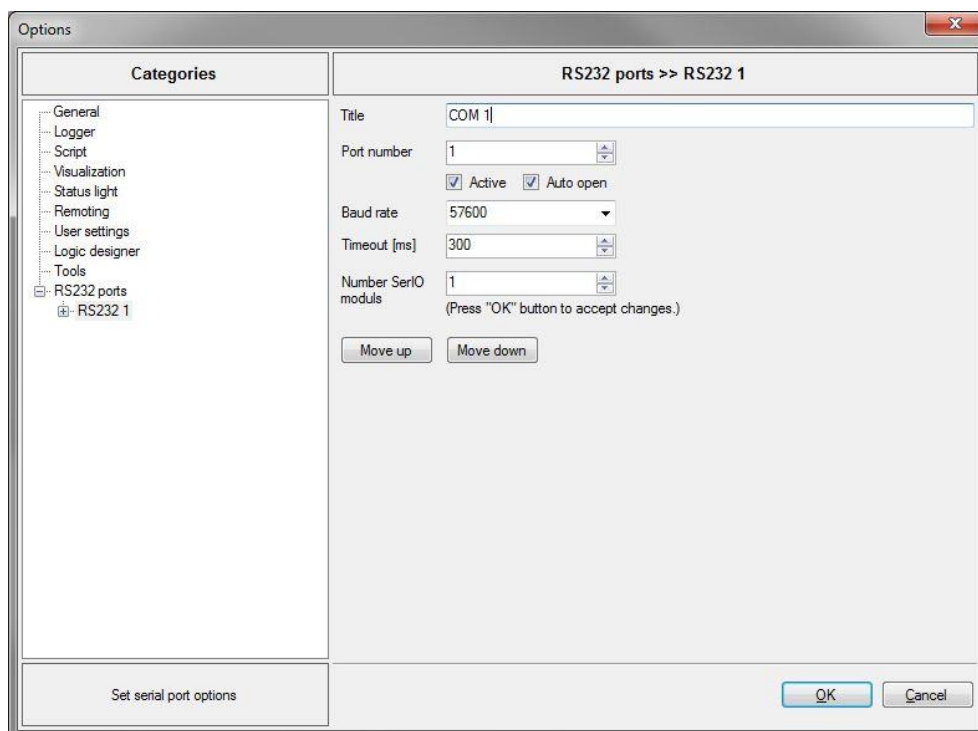 Options
Categories
General
Logger
Script
Visualization
Status light
Remoting
User settings
Logic designer
Tools
RS232 ports
RS232 1
Set serial port options
RS232 ports >> RS232 1
Title
COM 1
Port number
1
Active
Auto open
Baud rate
57600
Timeout [ms]
300
Number SerIO
moduls
1
(Press "OK" button to accept changes.)
Move up
Move down
OK
Cancel